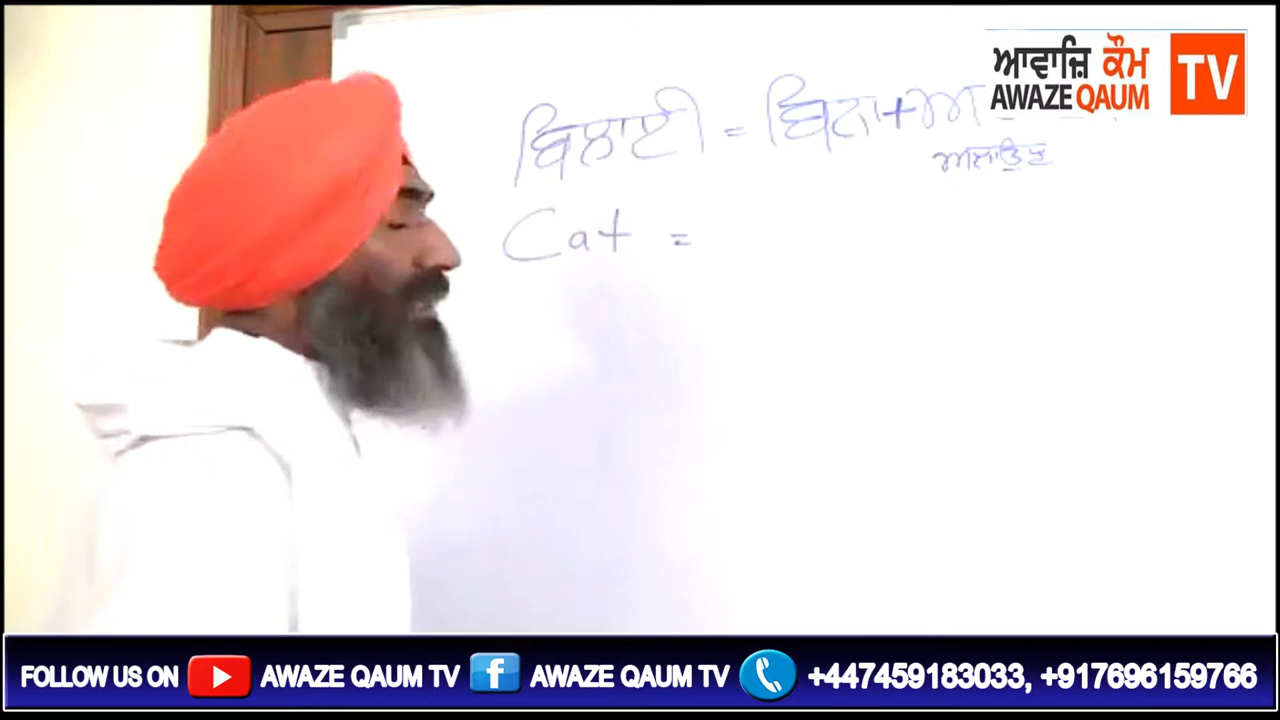 ਆਵਾਜ਼ਿ ਕੌਮ
AWAZE QAUM
TV
ਬਿਲਾਈ = ਬਿਨਾ+ਅ
Cat =
FOLLOW US ON AWAZE QAUM TV AWAZE QAUM TV +447459183033, +917696159766